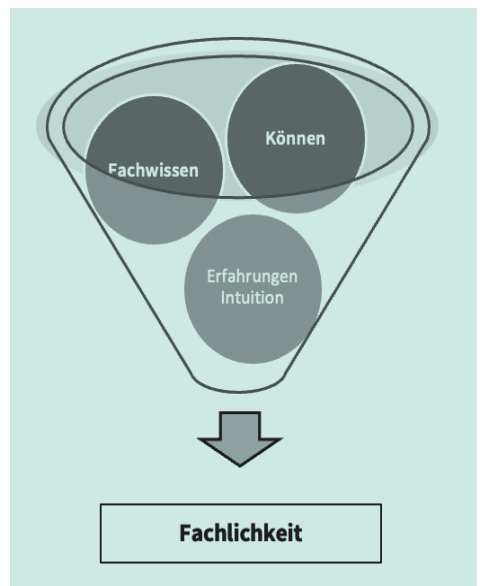 Können
Fachwissen
Erfahrungen
Intuition
Fachlichkeit